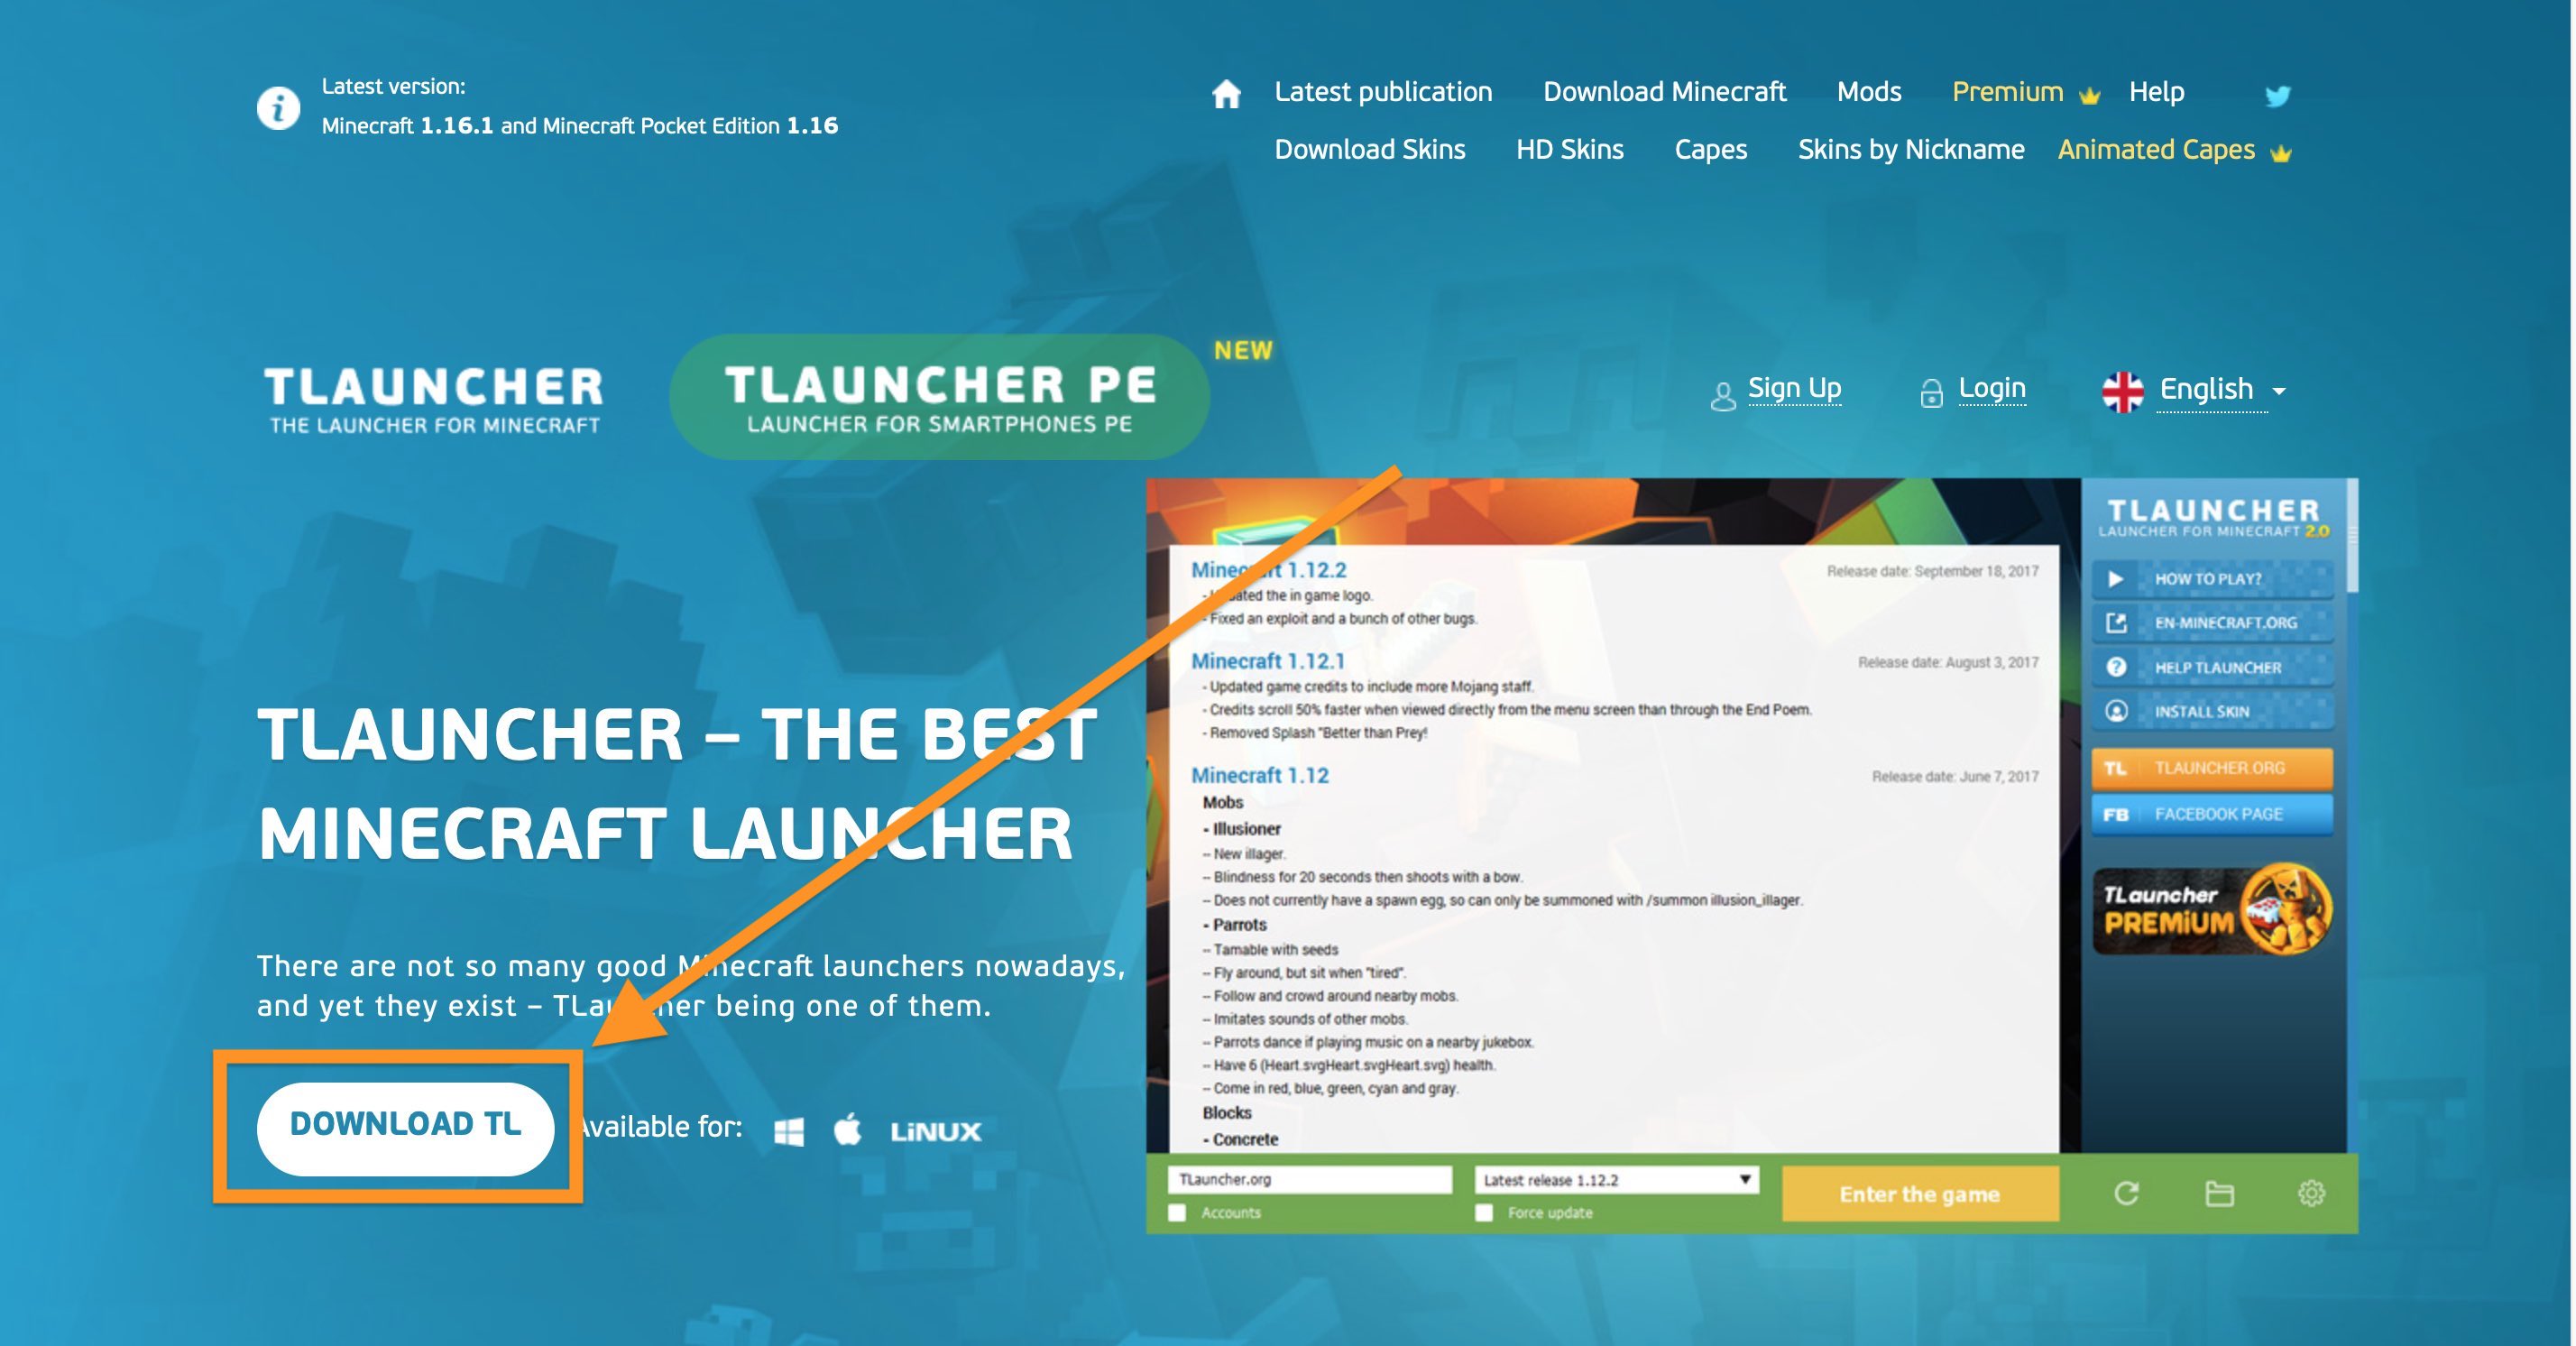 Latest version:
Minecraft 1.16.1 and Minecraft Pocket Edition 1.16
Latest publication Download Minecraft Mods Premium Help
Download Skins HD Skins Capes Skins by Nickname Animated Capes
TLAUNCHER
THE LAUNCHER FOR MINECRAFT
TLAUNCHER PE
LAUNCHER FOR SMARTPHONES PE
NEW
Sign Up Login English
TLAUNCHER – THE BEST
MINECRAFT LAUNCHER
There are not so many good Minecraft launchers nowadays,
and yet they exist – TLauncher being one of them.
DOWNLOAD TL
Available for: LiNUX
Minecraft 1.12.2 Release date: September 18, 2017
- Updated the in game logo.
- Fixed an exploit and a bunch of other bugs.
Minecraft 1.12.1 Release date: August 3, 2017
- Updated game credits to include more Mojang staff.
- Credits scroll 50% faster when viewed directly from the menu screen than through the End Poem.
- Removed Splash "Better than Prey!
Minecraft 1.12 Release date: June 7, 2017
Mobs
- Illusioner
-- New illager.
-- Blindness for 20 seconds then shoots with a bow.
-- Does not currently have a spawn egg, so can only be summoned with /summon illusion_illager.
- Parrots
-- Tamable with seeds
-- Fly around, but sit when "tired".
-- Follow and crowd around nearby mobs.
-- Imitates sounds of other mobs.
-- Parrots dance if playing music on a nearby jukebox.
-- Have 6 (Heart.svgHeart.svg) health.
-- Come in red, blue, green, cyan and gray.
Blocks
- Concrete
TLAUNCHER
LAUNCHER FOR MINECRAFT 2.0
HOW TO PLAY?
EN-MINECRAFT.ORG
HELP TLAUNCHER
INSTALL SKIN
TL TLAUNCHER.ORG
FB FACEBOOK PAGE
TLauncher
PREMiUM
TLauncher.org Latest release 1.12.2 Enter the game
Accounts Force update